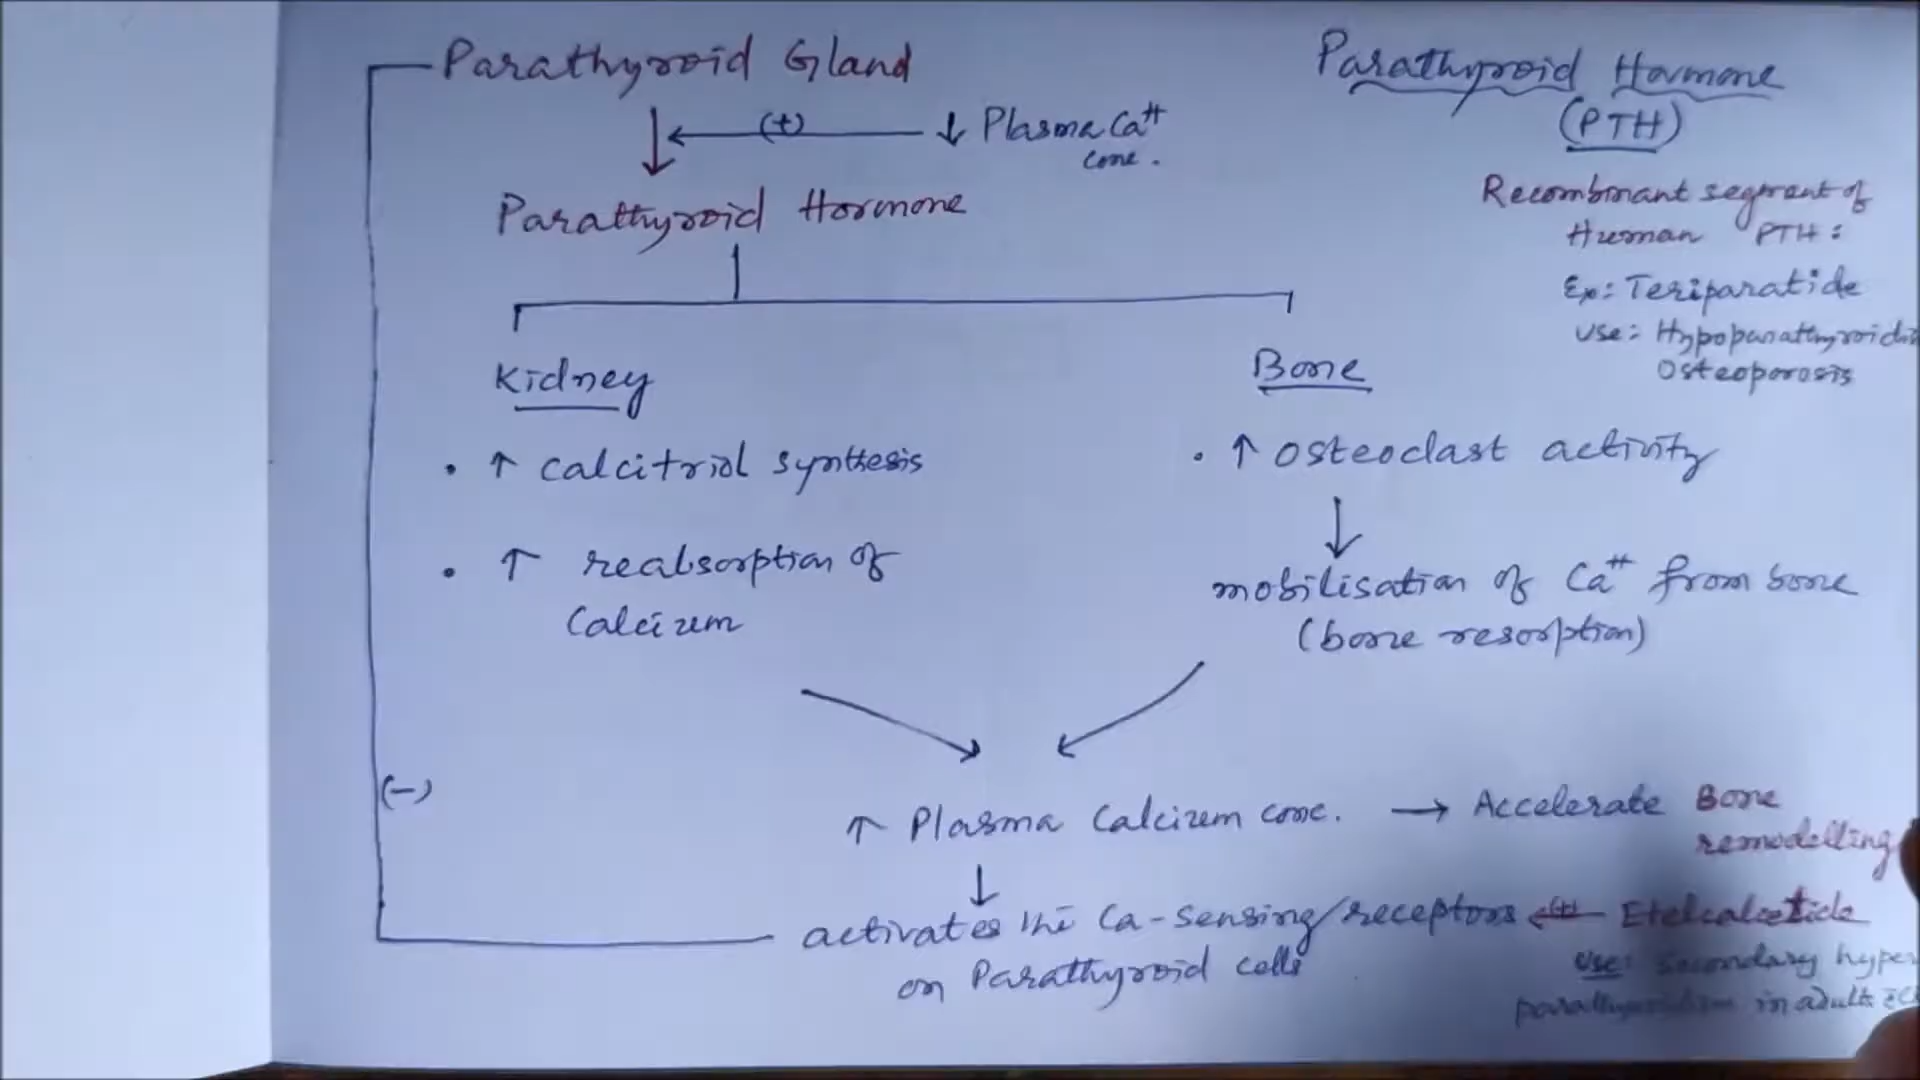 Parathyroid Gland
(+) ↓ Plasma Ca++
conc.
Parathyroid Hormone
Kidney
• ↑ calcitriol synthesis
• ↑ reabsorption of
Calcium
Parathyroid Hormone
(PTH)
Recombinant segment of
Human PTH:
Ex: Teriparatide
Use: Hypoparathyroidis
Osteoporosis
Bone
• ↑ osteoclast activity
↓
mobilisation of Ca++ from bone
(bone resorption)
(-)
↑ Plasma Calcium conc. → Accelerate Bone
remodelling
↓
activates the Ca-sensing receptors ←(+) Etelcalcetide
on Parathyroid cells
Use: Secondary hyper
parathyroidism in adult